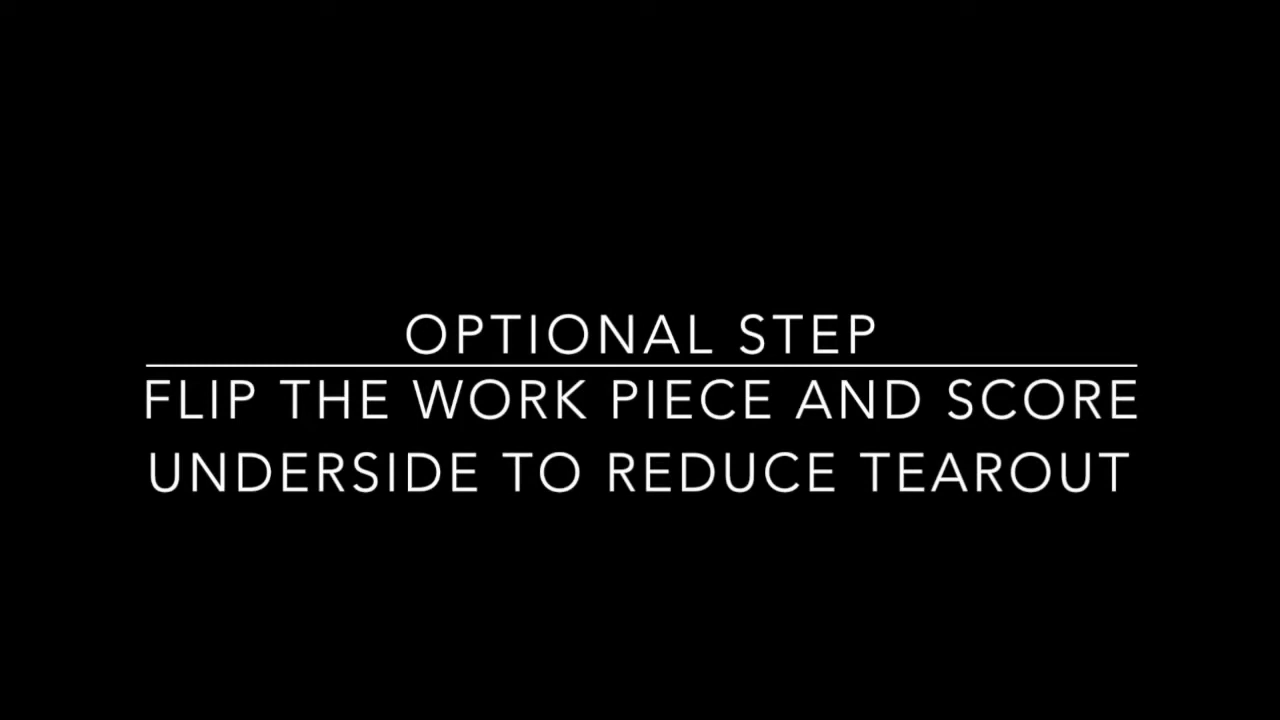 OPTIONAL STEP
FLIP THE WORK PIECE AND SCORE
UNDERSIDE TO REDUCE TEAROUT